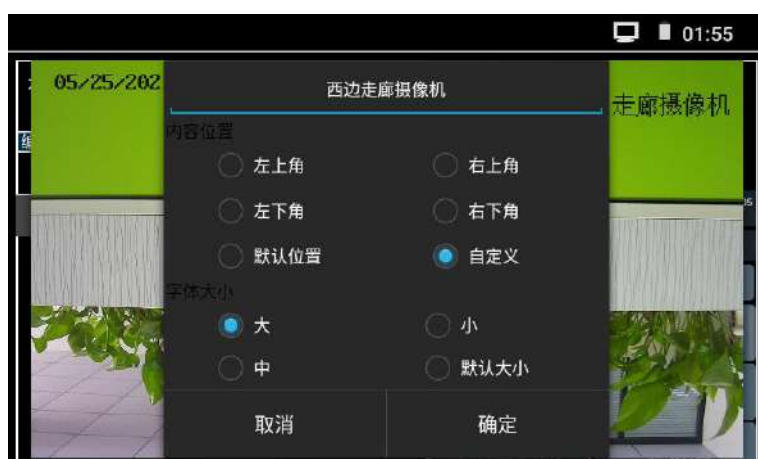 01:55
05/25/202
西边走廊摄像机
走廊摄像机
内容位置
左上角
右上角
左下角
右下角
默认位置
自定义
字体大小
大
小
中
默认大小
取消
确定